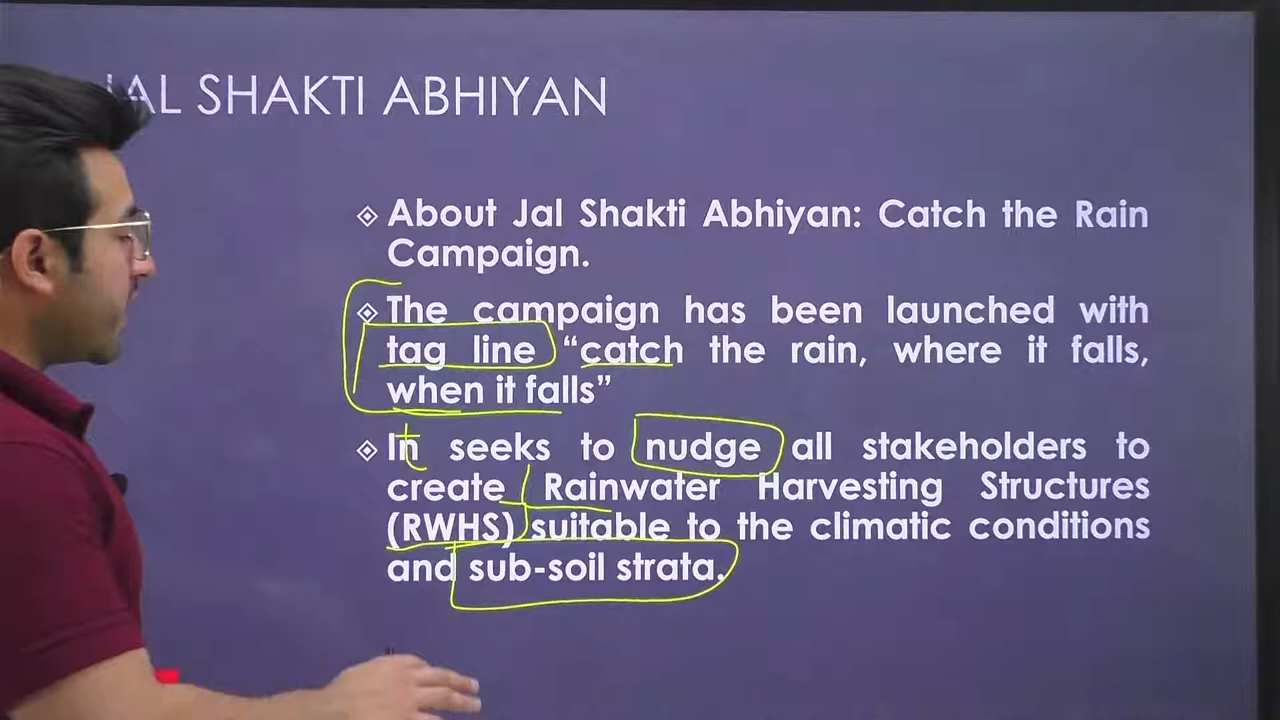 JAL SHAKTI ABHIYAN
About Jal Shakti Abhiyan: Catch the Rain
Campaign.
The campaign has been launched with
tag line “catch the rain, where it falls,
when it falls”
In seeks to nudge all stakeholders to
create Rainwater Harvesting Structures
(RWHS) suitable to the climatic conditions
and sub-soil strata.